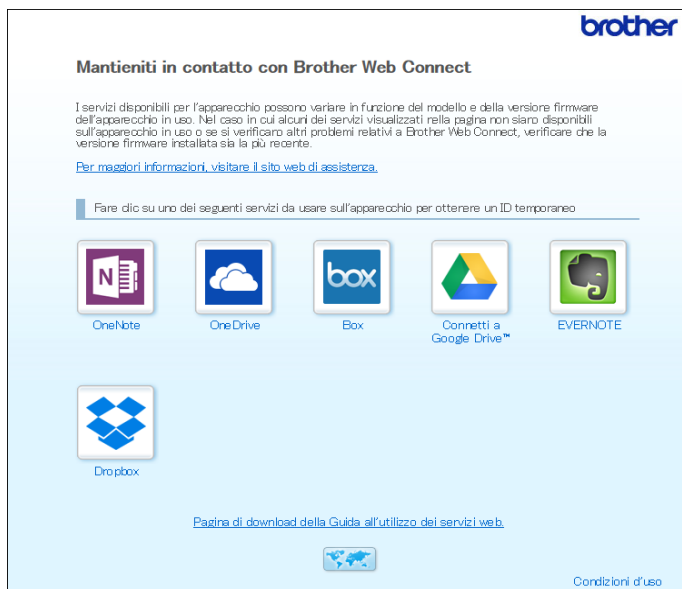 brother
Mantieniti in contatto con Brother Web Connect
I servizi disponibili per l'apparecchio possono variare in funzione del modello e della versione firmware
dell'apparecchio in uso. Nel caso in cui alcuni dei servizi visualizzati nella pagina non siaro disponibili
sull'apparecchio in uso o se si verificaro altri problemi relativi a Brother Web Connect, verificare che la
versione firmware installata sia la più recente.
Per maggiori informazioni, visitare il sito web di assistenza.
Fare clic su uno dei seguenti servizi da usare sull'apparecchio per otterere un ID temporaneo
N
box
OneNote
OneDrive
Box
Connetti a
Google Drive™
EVERNOTE
Dropbox
Pagina di download della Guida all'utilizzo dei servizi web.
Condizioni d'uso